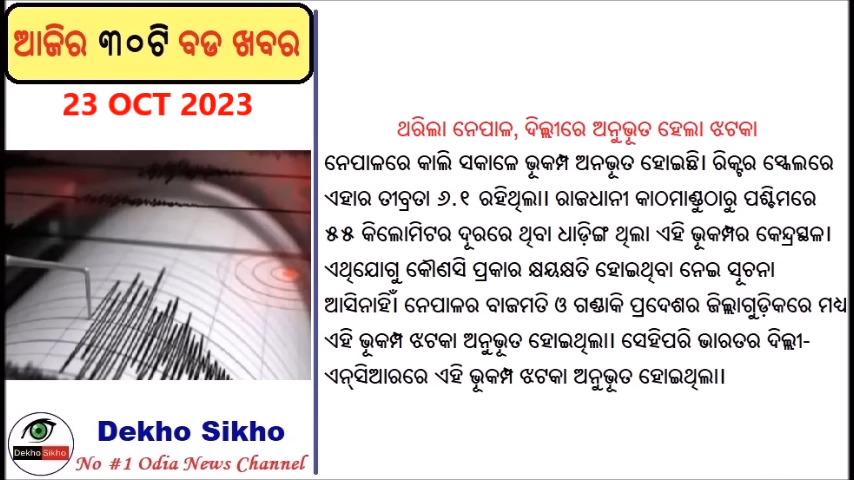 ଆଜିର ୩୦ଟି ବଡ ଖବର
23 OCT 2023
ଥରିଲା ନେପାଳ, ଦିଲ୍ଲୀରେ ଅନୁଭୂତ ହେଲା ଝଟକା
ନେପାଳରେ କାଲି ସକାଳେ ଭୂକମ୍ପ ଅନଭୂତ ହୋଇଛି। ରିକ୍ଟର ସ୍କେଲରେ
ଏହାର ତୀବ୍ରତା ୬.୧ ରହିଥିଲା। ରାଜଧାନୀ କାଠମାଣ୍ଡୁଠାରୁ ପଶ୍ଚିମରେ
୫୫ କିଲୋମିଟର ଦୂରରେ ଥିବା ଧାଡ଼ିଙ୍ଗ ଥିଲା ଏହି ଭୂକମ୍ପର କେନ୍ଦ୍ରସ୍ଥଳ।
ଏଥିଯୋଗୁ କୌଣସି ପ୍ରକାର କ୍ଷୟକ୍ଷତି ହୋଇଥିବା ନେଇ ସୂଚନା
ଆସିନାହିଁ। ନେପାଳର ବାଜମତି ଓ ଗଣ୍ଡାକି ପ୍ରଦେଶର ଜିଲ୍ଲାଗୁଡ଼ିକରେ ମଧ୍ୟ
ଏହି ଭୂକମ୍ପ ଝଟକା ଅନୁଭୂତ ହୋଇଥିଲା। ସେହିପରି ଭାରତର ଦିଲ୍ଲୀ-
ଏନ୍‌ସିଆରରେ ଏହି ଭୂକମ୍ପ ଝଟକା ଅନୁଭୂତ ହୋଇଥିଲା।
Dekho Sikho
Dekho Sikho
No #1 Odia News Channel